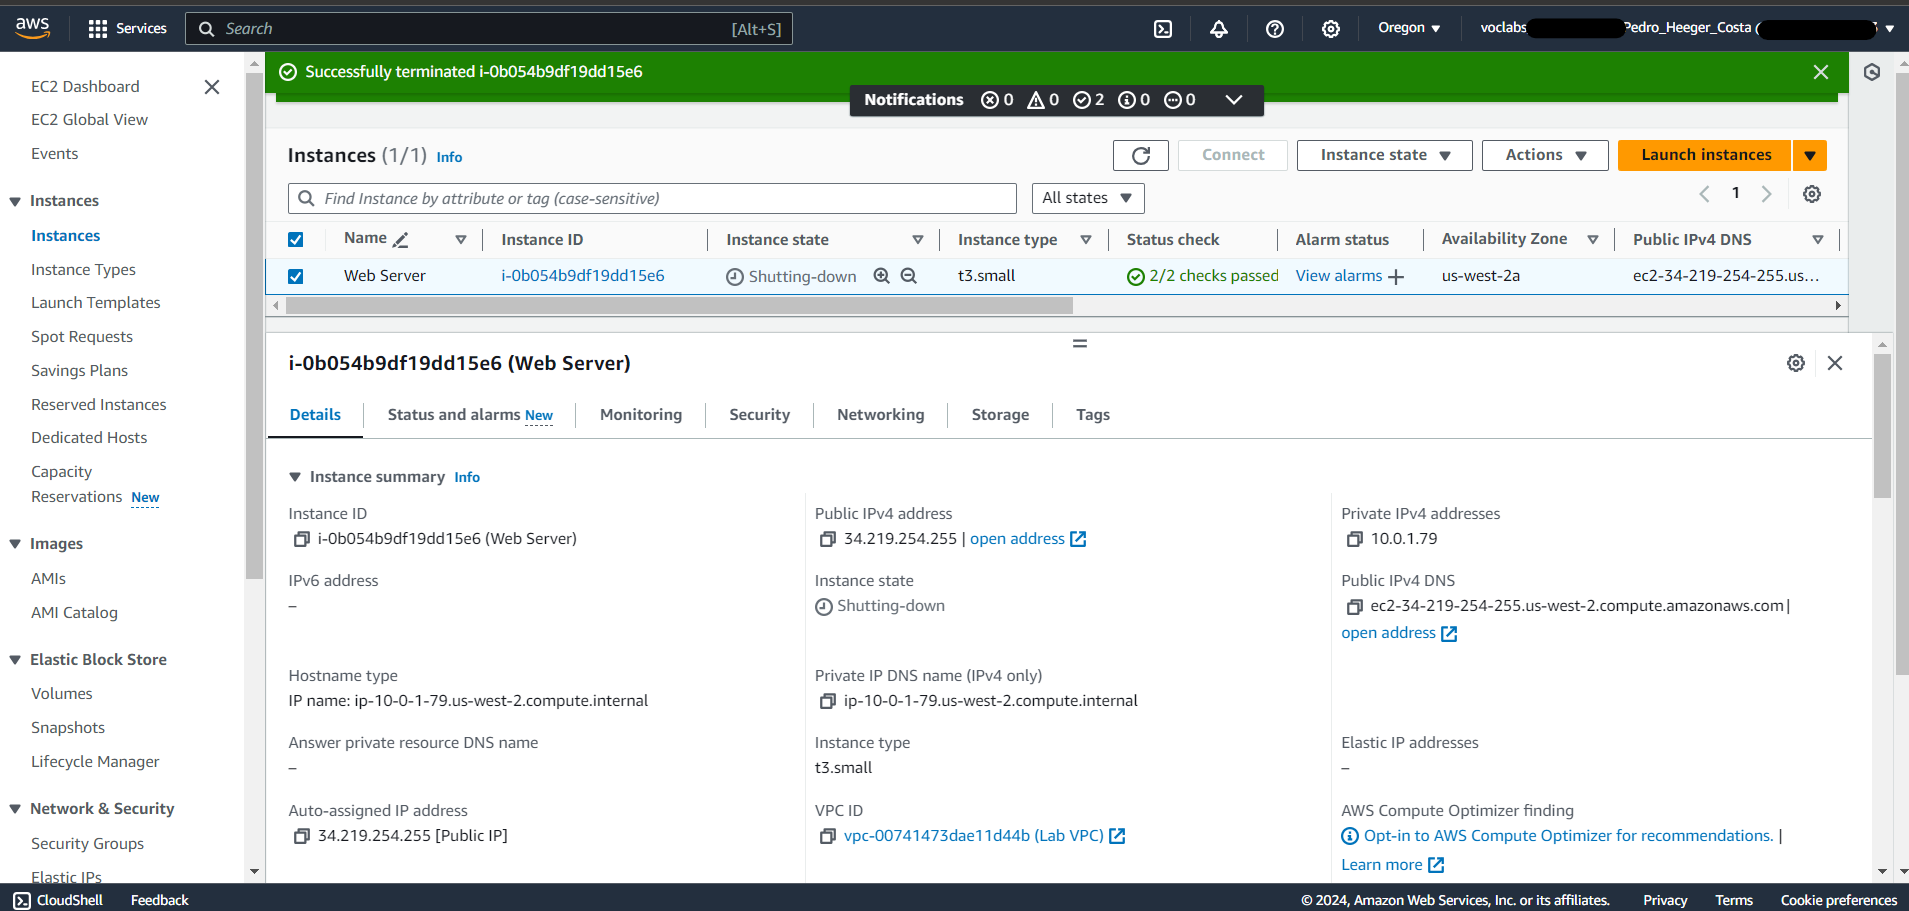 aws
Services
Search
[Alt+S]
Oregon
voclabs
Pedro_Heeger_Costa (
EC2 Dashboard
EC2 Global View
Events
Instances
Instances
Instance Types
Launch Templates
Spot Requests
Savings Plans
Reserved Instances
Dedicated Hosts
Capacity
Reservations New
Images
AMIs
AMI Catalog
Elastic Block Store
Volumes
Snapshots
Lifecycle Manager
Network & Security
Security Groups
Elastic IPs
Successfully terminated i-0b054b9df19dd15e6
Notifications 0 0 2 0 0
Instances (1/1) Info
Connect
Instance state
Actions
Launch instances
Find Instance by attribute or tag (case-sensitive)
All states
1
Name Instance ID Instance state Instance type Status check Alarm status Availability Zone Public IPv4 DNS
Web Server i-0b054b9df19dd15e6 Shutting-down t3.small 2/2 checks passed View alarms + us-west-2a ec2-34-219-254-255.us...
i-0b054b9df19dd15e6 (Web Server)
Details Status and alarms New Monitoring Security Networking Storage Tags
Instance summary Info
Instance ID
i-0b054b9df19dd15e6 (Web Server)
Public IPv4 address
34.219.254.255 | open address
Private IPv4 addresses
10.0.1.79
IPv6 address
–
Instance state
Shutting-down
Public IPv4 DNS
ec2-34-219-254-255.us-west-2.compute.amazonaws.com |
open address
Hostname type
IP name: ip-10-0-1-79.us-west-2.compute.internal
Private IP DNS name (IPv4 only)
ip-10-0-1-79.us-west-2.compute.internal
Answer private resource DNS name
–
Instance type
t3.small
Elastic IP addresses
–
Auto-assigned IP address
34.219.254.255 [Public IP]
VPC ID
vpc-00741473dae11d44b (Lab VPC)
AWS Compute Optimizer finding
Opt-in to AWS Compute Optimizer for recommendations. |
Learn more
CloudShell
Feedback
© 2024, Amazon Web Services, Inc. or its affiliates.
Privacy
Terms
Cookie preferences